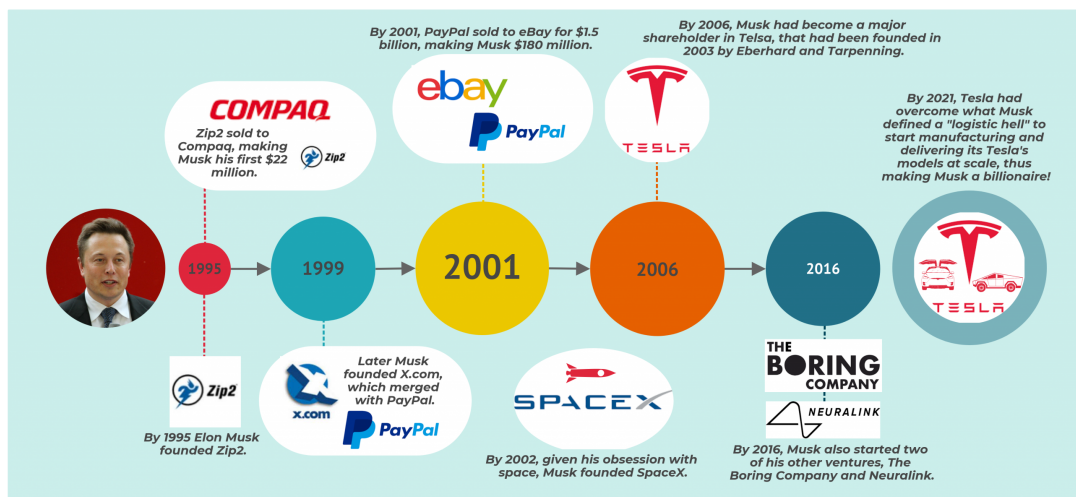 By 2001, PayPal sold to eBay for $1.5
billion, making Musk $180 million.
By 2006, Musk had become a major
shareholder in Telsa, that had been founded in
2003 by Eberhard and Tarpenning.
COMPAQ
Zip2 sold to
Compaq, making
Musk his first $22
million.
Zip2
ebay
PayPal
TESLA
By 2021, Tesla had
overcome what Musk
defined a "logistic hell" to
start manufacturing and
delivering its Tesla's
models at scale, thus
making Musk a billionaire!
1995
1999
2001
2006
2016
TESLA
Zip2
By 1995 Elon Musk
founded Zip2.
x.com
Later Musk
founded X.com,
which merged
with PayPal.
PayPal
SPACEX
By 2002, given his obsession with
space, Musk founded SpaceX.
THE
BORING
COMPANY
NEURALINK
By 2016, Musk also started two
of his other ventures, The
Boring Company and Neuralink.